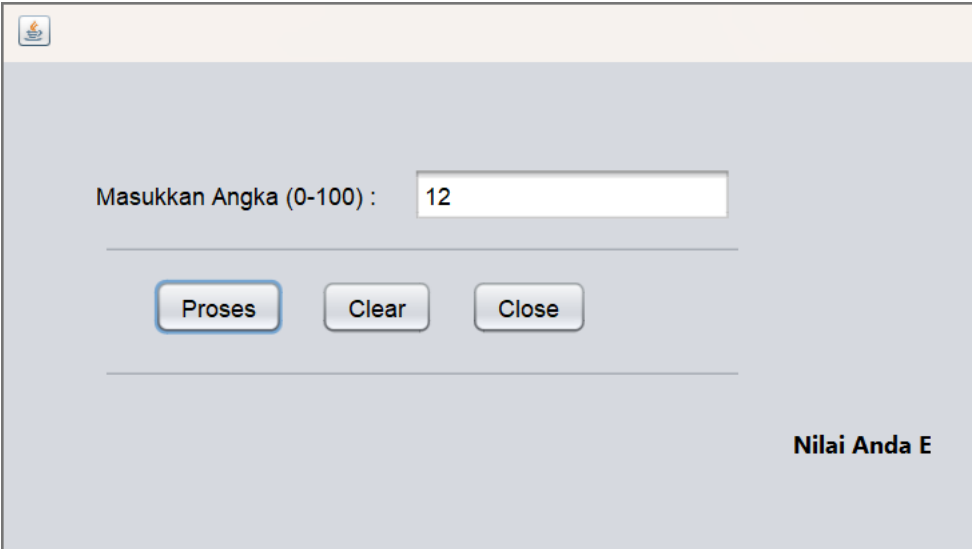 Masukkan Angka (0-100) : 12
Proses Clear Close
Nilai Anda E